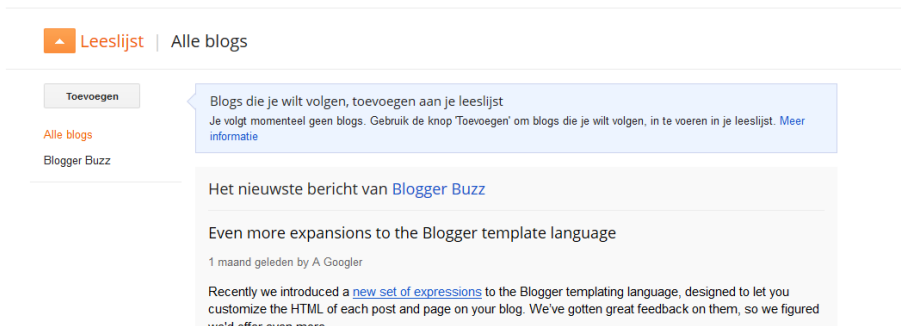 Leeslijst | Alle blogs
Toevoegen
Alle blogs
Blogger Buzz
Blogs die je wilt volgen, toevoegen aan je leeslijst
Je volgt momenteel geen blogs. Gebruik de knop 'Toevoegen' om blogs die je wilt volgen, in te voeren in je leeslijst. Meer
informatie
Het nieuwste bericht van Blogger Buzz
Even more expansions to the Blogger template language
1 maand geleden by A Googler
Recently we introduced a new set of expressions to the Blogger templating language, designed to let you
customize the HTML of each post and page on your blog. We've gotten great feedback on them, so we figured
we'd offer even more